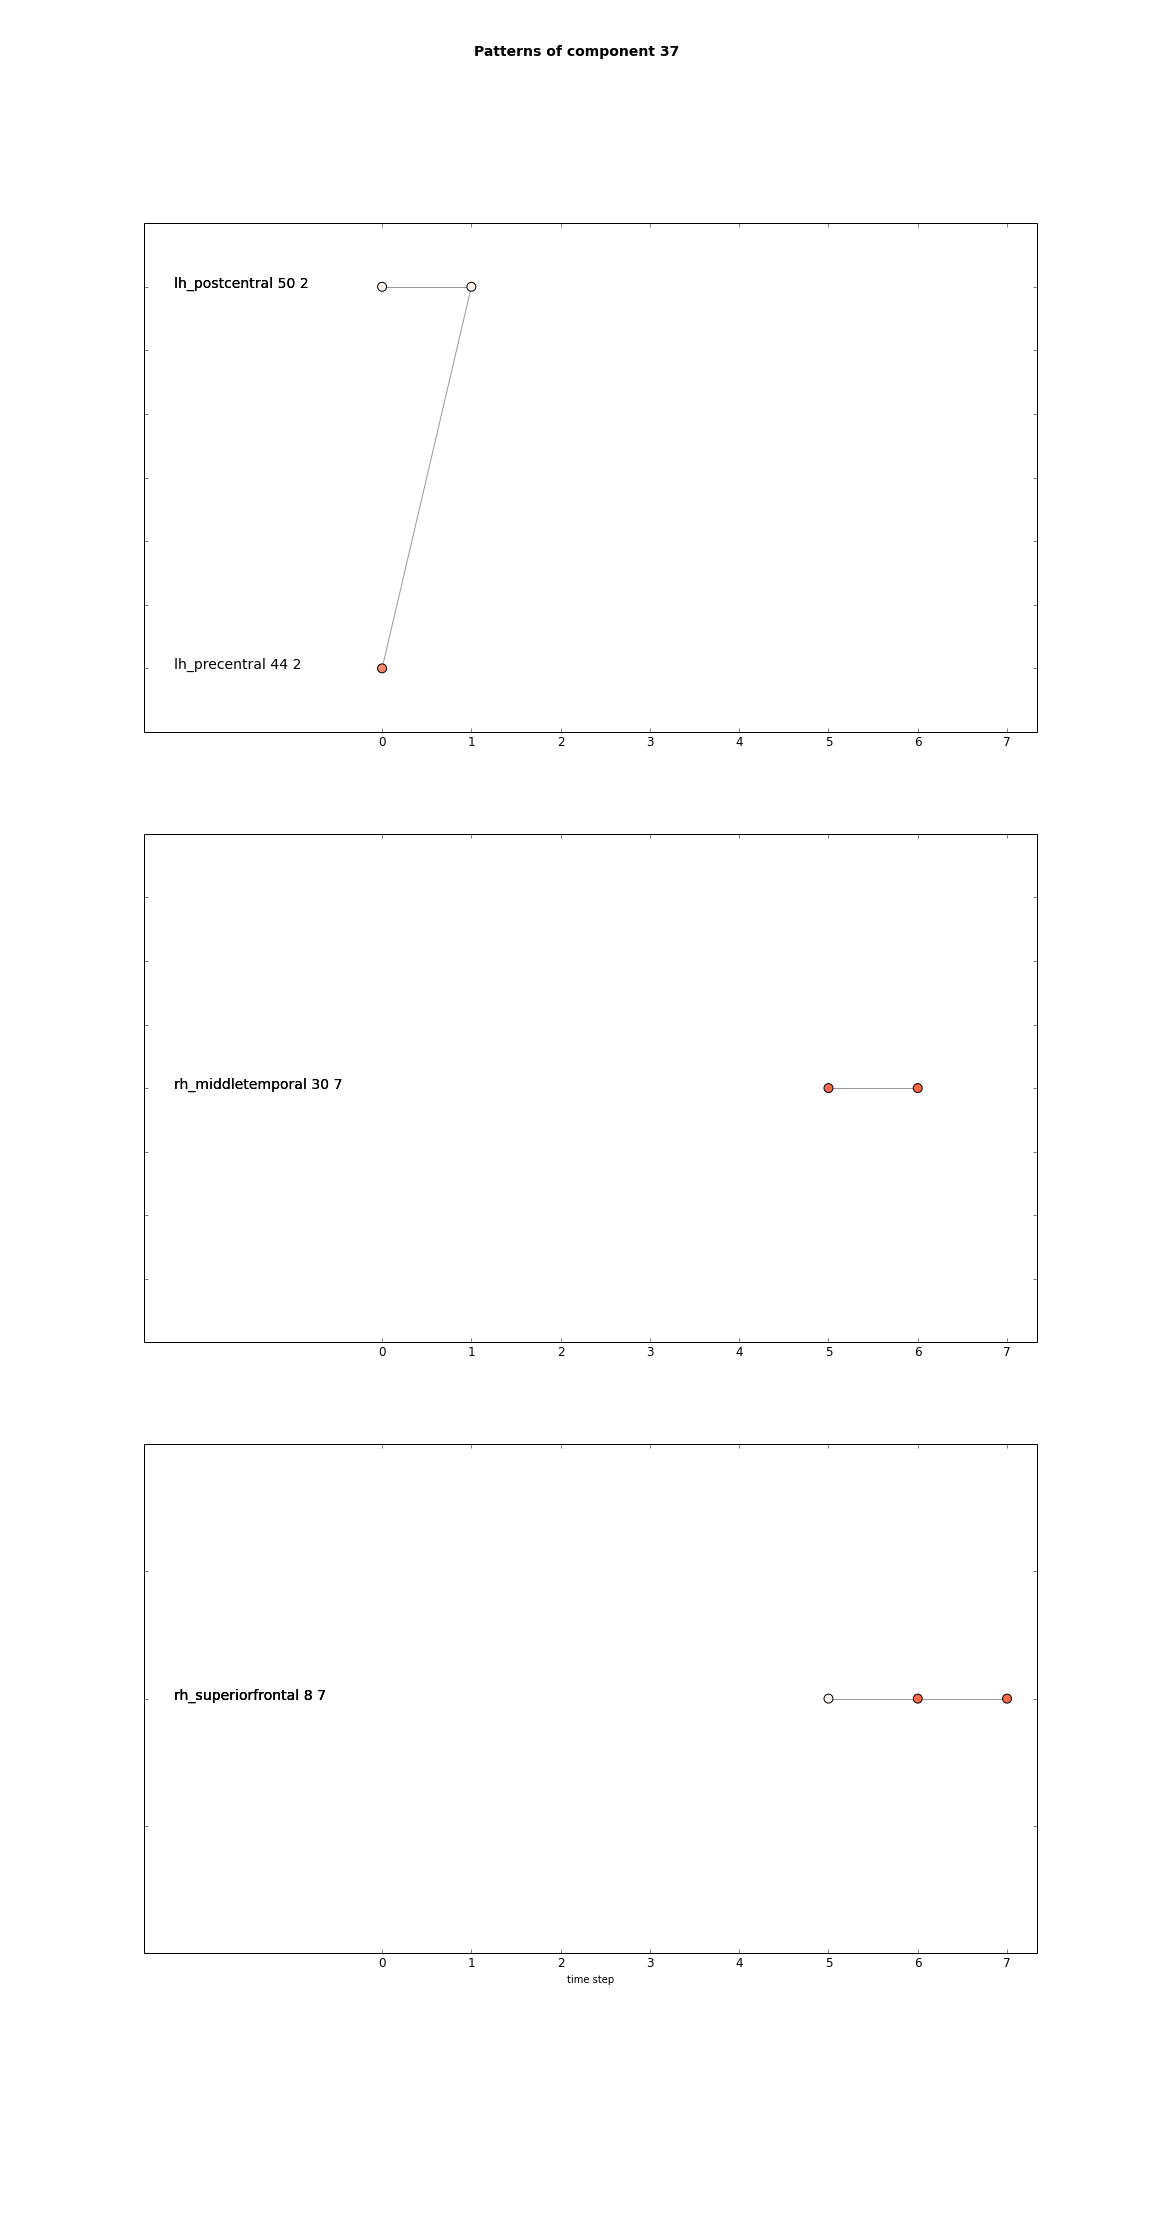 Patterns of component 37
lh_postcentral 50 2
lh_precentral 44 2
0 1 2 3 4 5 6 7
rh_middletemporal 30 7
0 1 2 3 4 5 6 7
rh_superiorfrontal 8 7
0 1 2 3 4 5 6 7
time step